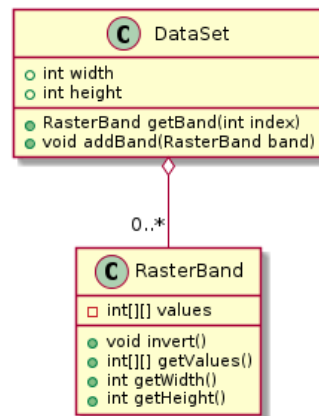 C DataSet
int width
int height
RasterBand getBand(int index)
void addBand(RasterBand band)
0..*
C RasterBand
int[][] values
void invert()
int[][] getValues()
int getWidth()
int getHeight()